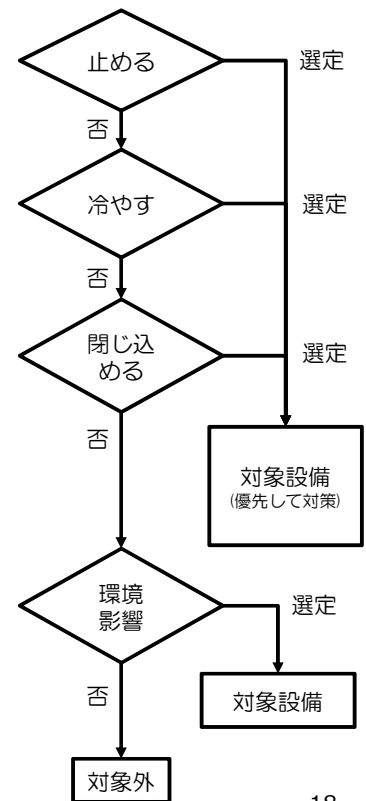 止める
選定
否
冷やす
選定
否
閉じ込
める
選定
否
対象設備
(優先して対策)
環境
影響
選定
否
対象設備
対象外